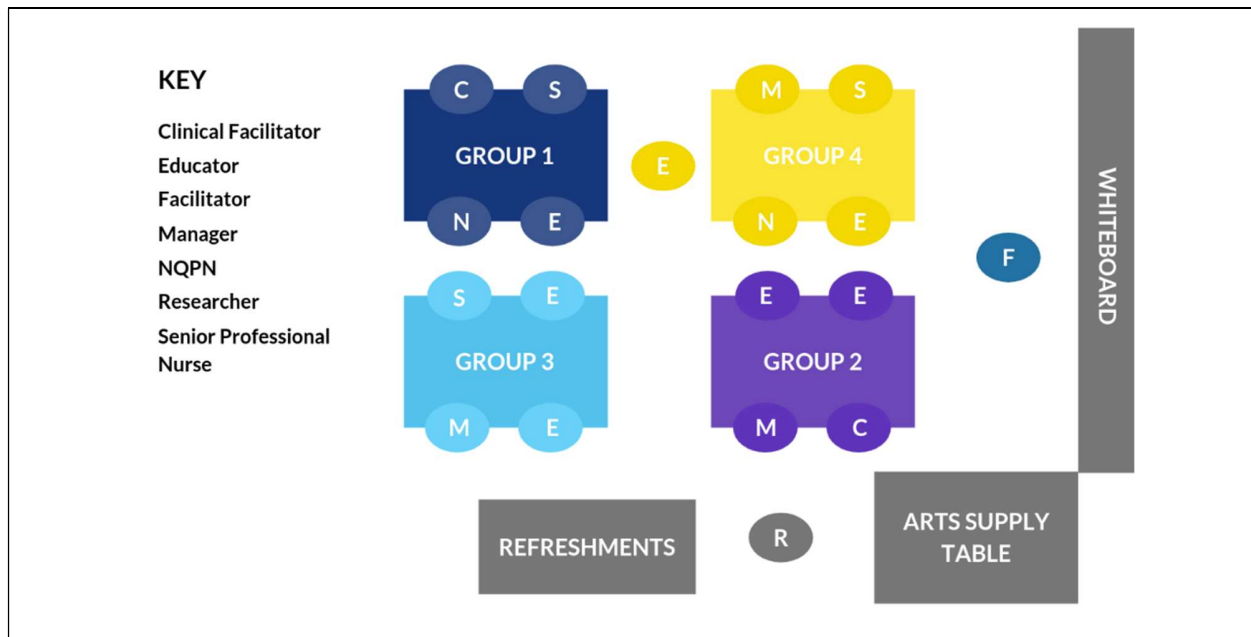 KEY
Clinical Facilitator
Educator
Facilitator
Manager
NQPN
Researcher
Senior Professional
Nurse
C S
GROUP 1
N E
E
M S
GROUP 4
N E
S E
GROUP 3
M E
E E
GROUP 2
M C
F
WHITEBOARD
REFRESHMENTS
R
ARTS SUPPLY
TABLE